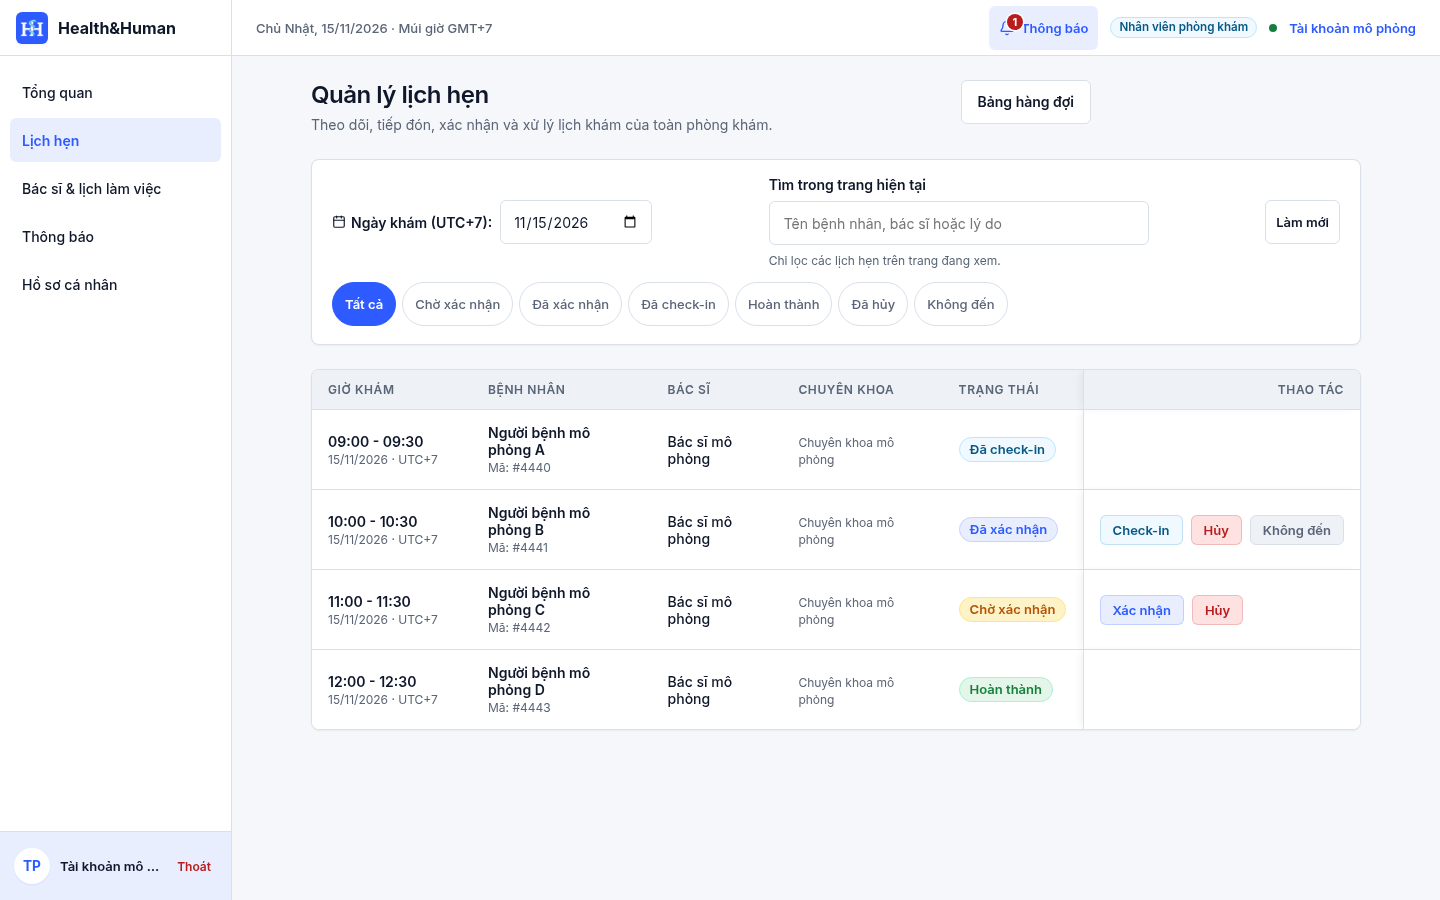 Health&Human
Chủ Nhật, 15/11/2026 · Múi giờ GMT+7
1
Thông báo
Nhân viên phòng khám
Tài khoản mô phỏng
Tổng quan
Lịch hẹn
Bác sĩ & lịch làm việc
Thông báo
Hồ sơ cá nhân
Quản lý lịch hẹn
Theo dõi, tiếp đón, xác nhận và xử lý lịch khám của toàn phòng khám.
Bảng hàng đợi
Ngày khám (UTC+7):
11/15/2026
Tìm trong trang hiện tại
Tên bệnh nhân, bác sĩ hoặc lý do
Chỉ lọc các lịch hẹn trên trang đang xem.
Làm mới
Tất cả
Chờ xác nhận
Đã xác nhận
Đã check-in
Hoàn thành
Đã hủy
Không đến
GIỜ KHÁM
BỆNH NHÂN
BÁC SĨ
CHUYÊN KHOA
TRẠNG THÁI
THAO TÁC
09:00 - 09:30
15/11/2026 · UTC+7
Người bệnh mô
phỏng A
Mã: #4440
Bác sĩ mô
phỏng
Chuyên khoa mô
phỏng
Đã check-in
10:00 - 10:30
15/11/2026 · UTC+7
Người bệnh mô
phỏng B
Mã: #4441
Bác sĩ mô
phỏng
Chuyên khoa mô
phỏng
Đã xác nhận
Check-in
Hủy
Không đến
11:00 - 11:30
15/11/2026 · UTC+7
Người bệnh mô
phỏng C
Mã: #4442
Bác sĩ mô
phỏng
Chuyên khoa mô
phỏng
Chờ xác nhận
Xác nhận
Hủy
12:00 - 12:30
15/11/2026 · UTC+7
Người bệnh mô
phỏng D
Mã: #4443
Bác sĩ mô
phỏng
Chuyên khoa mô
phỏng
Hoàn thành
TP
Tài khoản mô ...
Thoát